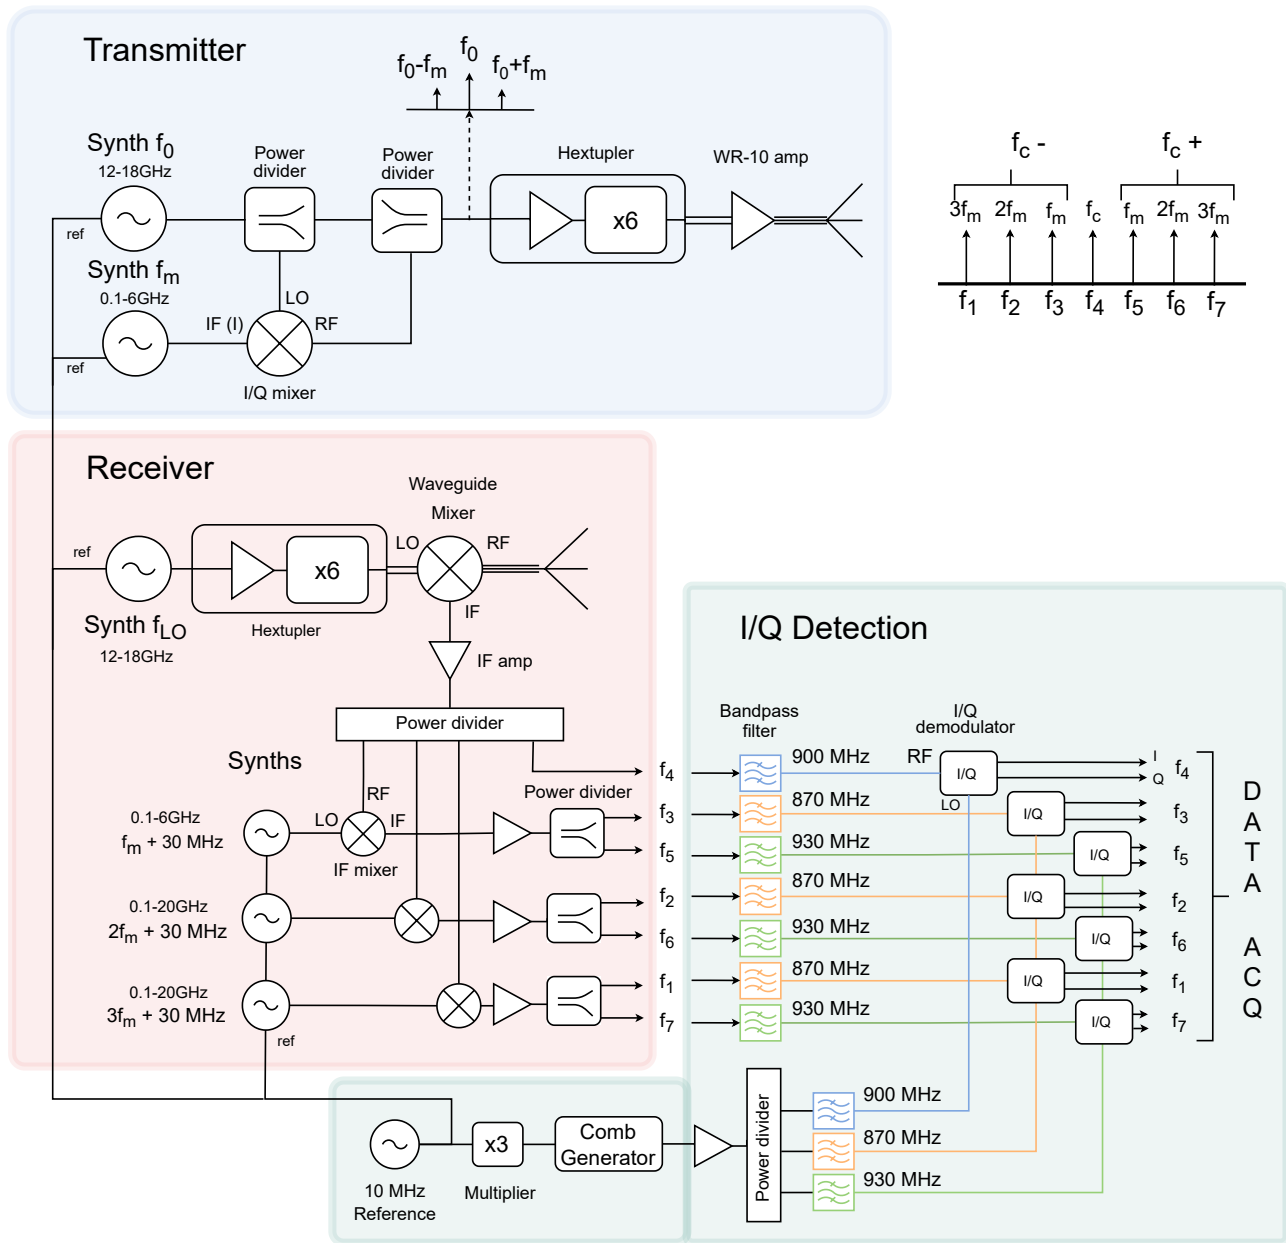 Transmitter
f0-fm
f0
f0+fm
Synth f0
12-18GHz
Power
divider
Power
divider
Hextupler
WR-10 amp
x6
ref
Synth fm
0.1-6GHz
LO
IF (I)
RF
ref
I/Q mixer
fc -
fc +
3fm
2fm
fm
fc
fm
2fm
3fm
f1
f2
f3
f4
f5
f6
f7
Receiver
Waveguide
Mixer
ref
LO
RF
x6
Synth fLO
12-18GHz
Hextupler
IF
IF amp
Power divider
Synths
RF
Power divider
0.1-6GHz
fm + 30 MHz
LO
IF
IF mixer
0.1-20GHz
2fm + 30 MHz
0.1-20GHz
3fm + 30 MHz
ref
f4
f3
f5
f2
f6
f1
f7
I/Q Detection
Bandpass
filter
I/Q
demodulator
900 MHz
RF
I/Q
LO
I
Q
f4
870 MHz
I/Q
f3
930 MHz
I/Q
f5
870 MHz
I/Q
f2
930 MHz
I/Q
f6
870 MHz
I/Q
f1
930 MHz
I/Q
f7
DATA ACQ
10 MHz
Reference
x3
Multiplier
Comb
Generator
Power divider
900 MHz
870 MHz
930 MHz